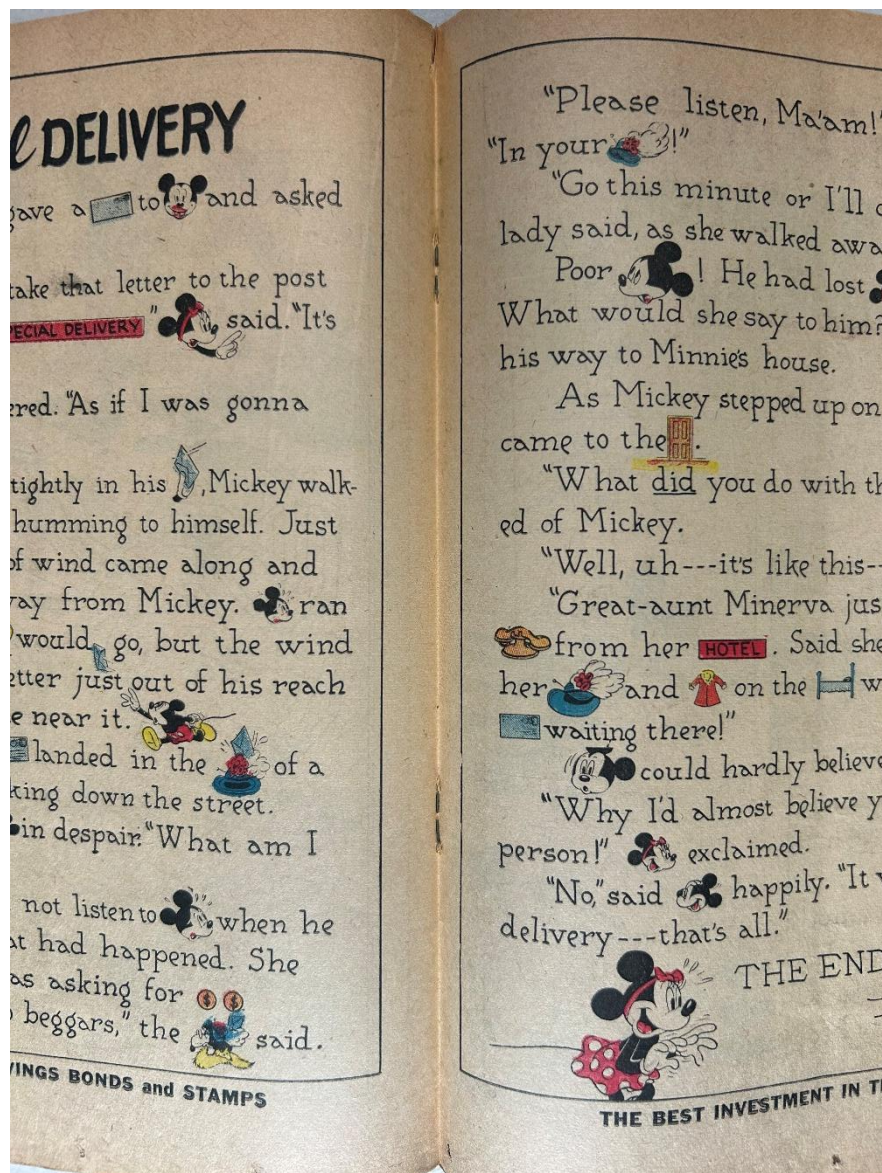 DELIVERY
gave a to and asked
take that letter to the post
SPECIAL DELIVERY " said. "It's
ered. "As if I was gonna
tightly in his , Mickey walk-
humming to himself. Just
of wind came along and
way from Mickey. ran
would go, but the wind
etter just out of his reach
e near it.
landed in the of a
king down the street.
in despair. "What am I
not listen to when he
at had happened. She
as asking for $ $
beggars," the said.
VINGS BONDS and STAMPS
"Please listen, Ma'am!"
"In your !"
"Go this minute or I'll
lady said, as she walked awa
Poor ! He had lost
What would she say to him?
his way to Minnie's house.
As Mickey stepped up on
came to the .
"What did you do with th
ed of Mickey.
"Well, uh---it's like this--
"Great-aunt Minerva jus
from her HOTEL . Said she
her and on the w
waiting there!"
could hardly believe
"Why I'd almost believe y
person!" exclaimed.
"No," said happily. "It
delivery---that's all."
THE END
THE BEST INVESTMENT IN T